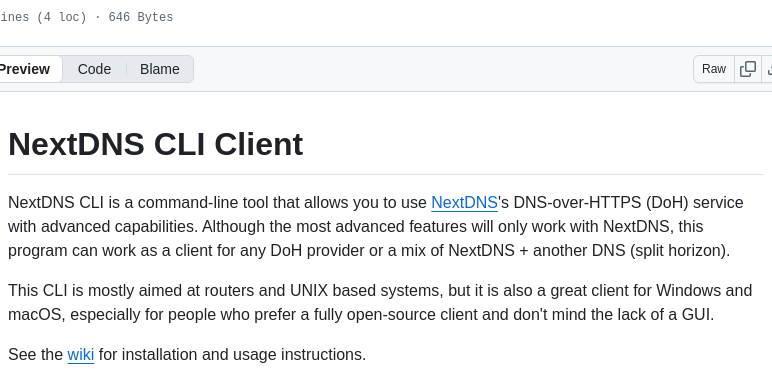 ines (4 loc) · 646 Bytes
Preview Code Blame Raw
NextDNS CLI Client
NextDNS CLI is a command-line tool that allows you to use NextDNS's DNS-over-HTTPS (DoH) service
with advanced capabilities. Although the most advanced features will only work with NextDNS, this
program can work as a client for any DoH provider or a mix of NextDNS + another DNS (split horizon).
This CLI is mostly aimed at routers and UNIX based systems, but it is also a great client for Windows and
macOS, especially for people who prefer a fully open-source client and don't mind the lack of a GUI.
See the wiki for installation and usage instructions.